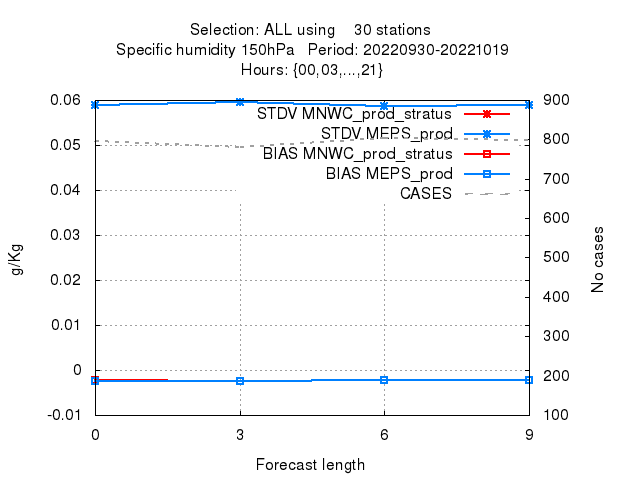 Selection: ALL using 30 stations
Specific humidity 150hPa Period: 20220930-20221019
Hours: {00,03,...,21}
0.06
0.05
0.04
0.03
0.02
0.01
0
-0.01
g/Kg
STDV MNWC_prod_stratus
STDV MEPS_prod
BIAS MNWC_prod_stratus
BIAS MEPS_prod
CASES
900
800
700
600
500
400
300
200
100
No cases
0 3 6 9
Forecast length